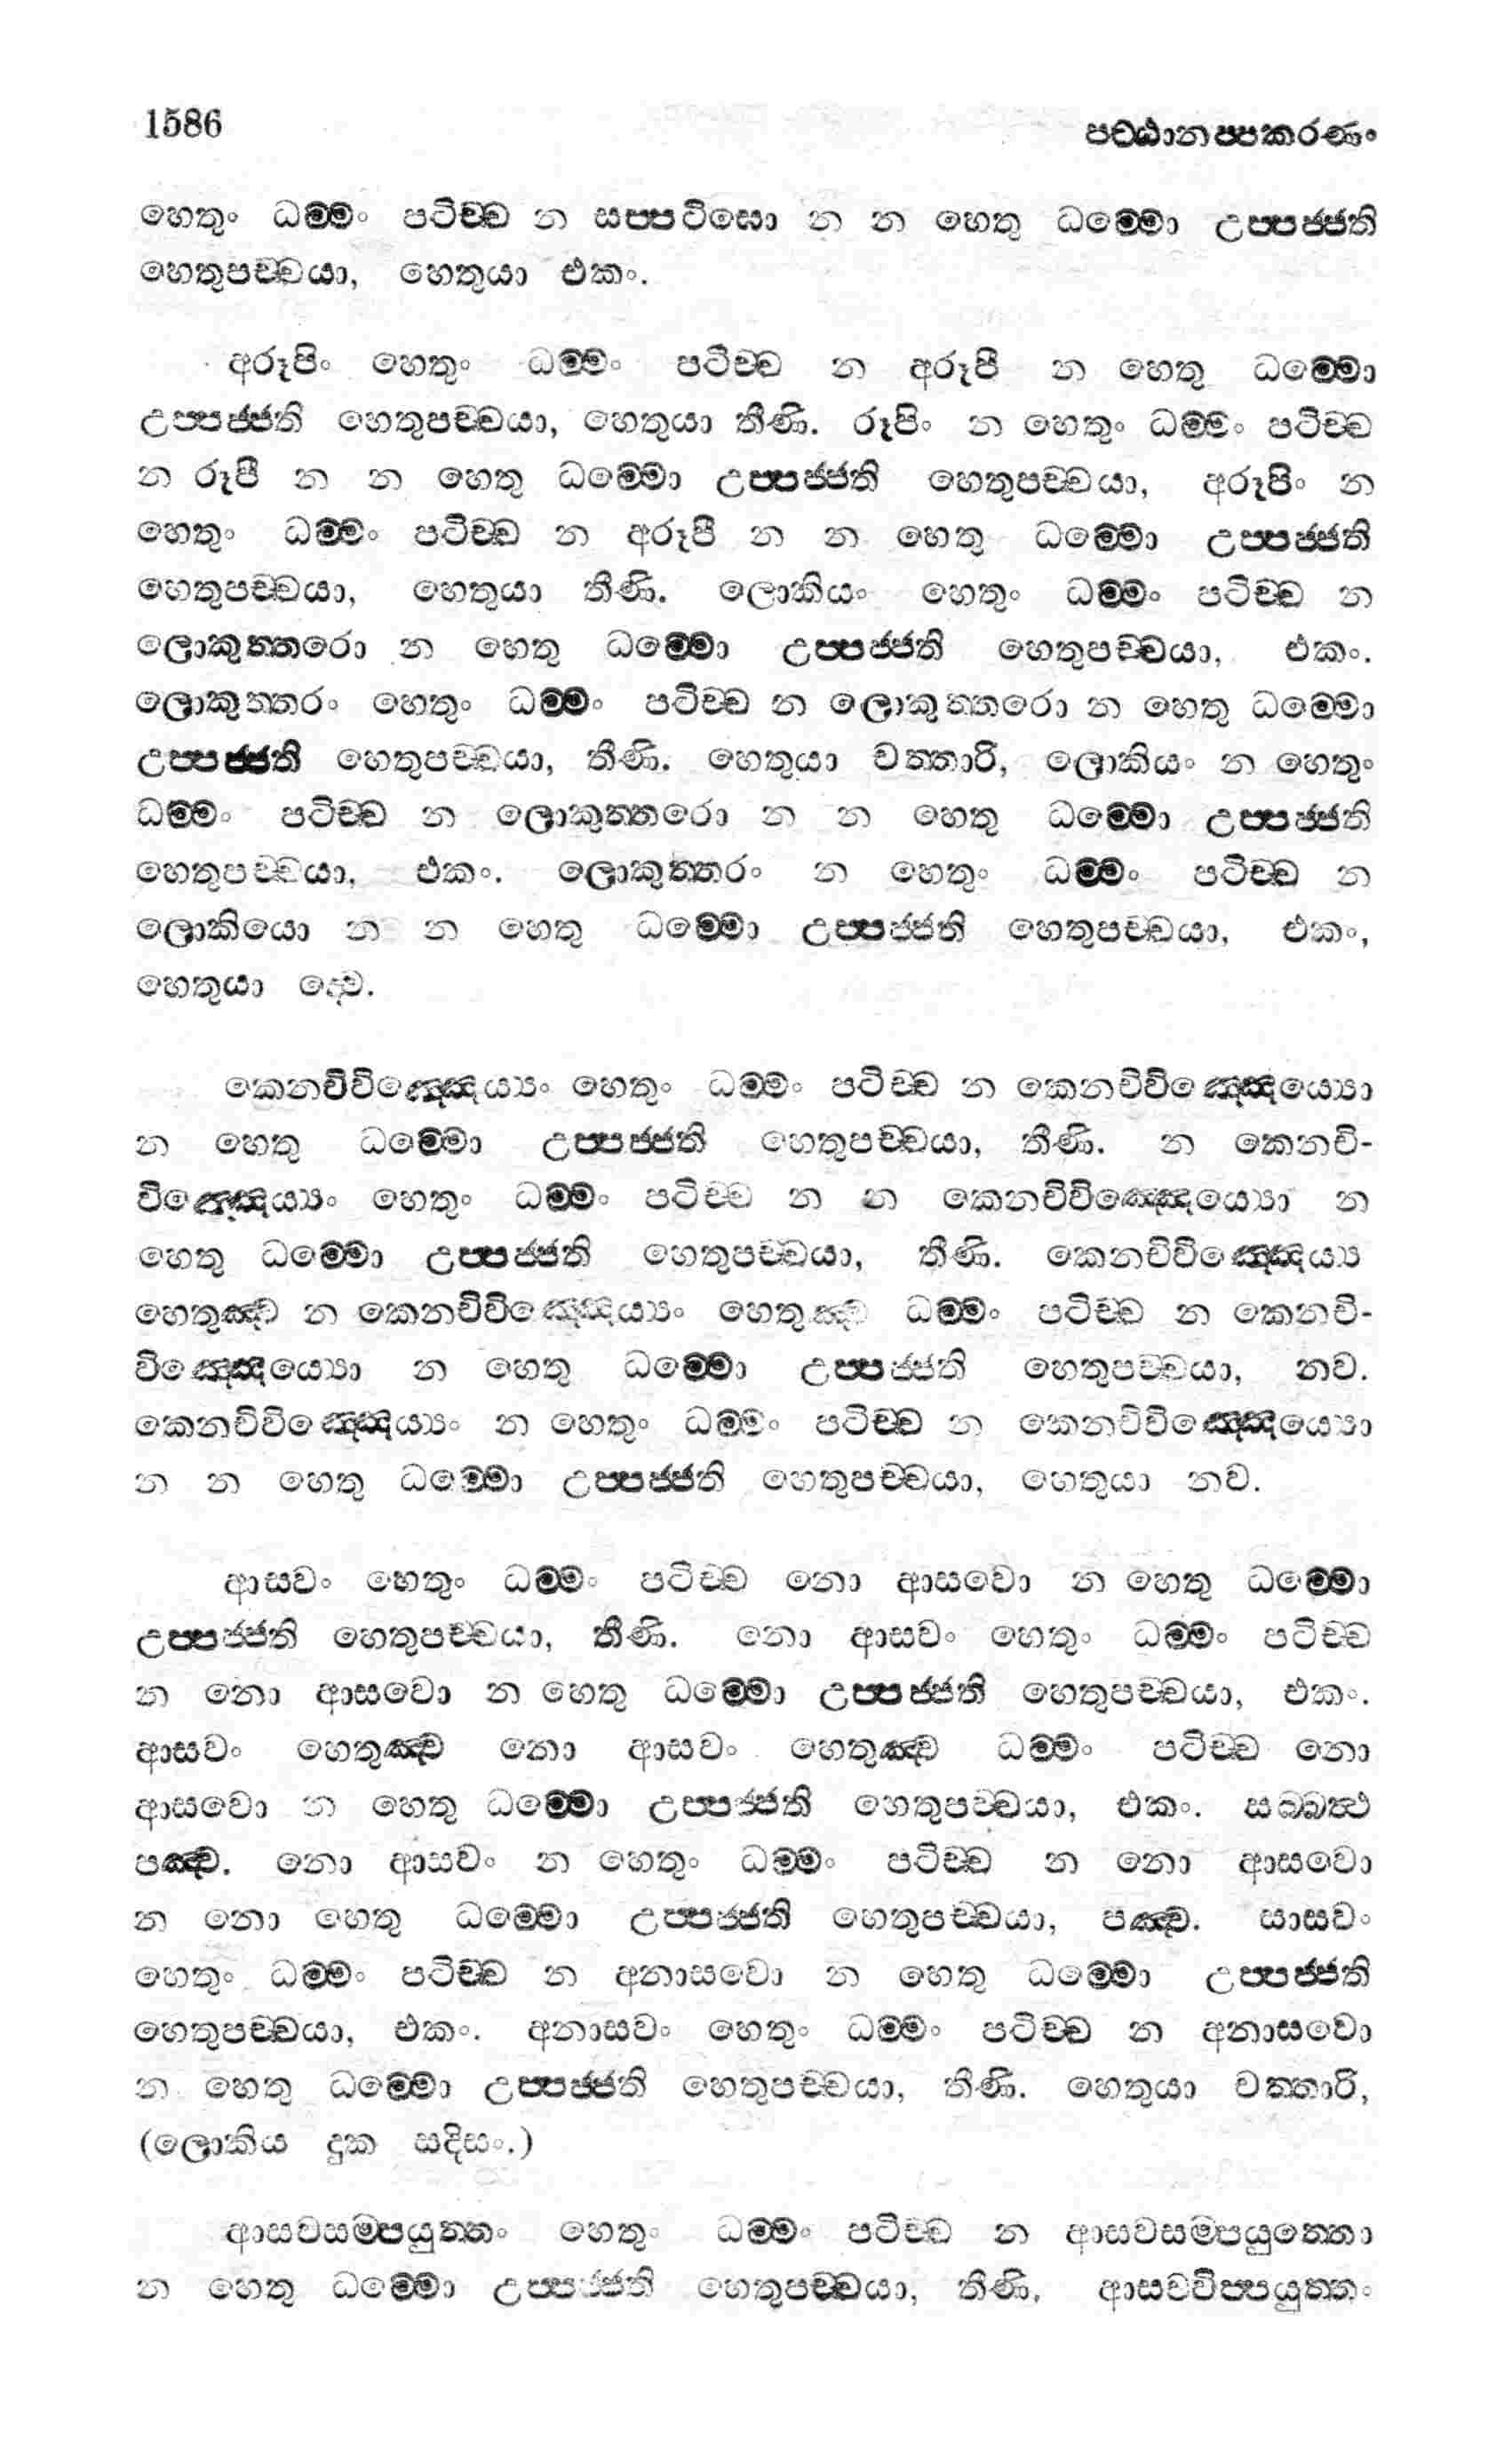 1586
පට්ඨානප්පකරණං
හෙතුං ධම්මං පටිච්ච න සප්පටිඝො න න හෙතු ධම්මො උප්පජ්ජති
හෙතුපච්චයා, හෙතුයා එකං.
අරූපිං හෙතුං ධම්මං පටිච්ච න අරූපී න හෙතු ධම්මො
උප්පජ්ජති හෙතුපච්චයා, හෙතුයා තීණි. රූපිං න හෙතුං ධම්මං පටිච්ච
න රූපී න න හෙතු ධම්මො උප්පජ්ජති හෙතුපච්චයා, අරූපිං න
හෙතුං ධම්මං පටිච්ච න අරූපී න න හෙතු ධම්මො උප්පජ්ජති
හෙතුපච්චයා, හෙතුයා තීණි. ලොකියං හෙතුං ධම්මං පටිච්ච න
ලොකුත්තරො න හෙතු ධම්මො උප්පජ්ජති හෙතුපච්චයා, එකං.
ලොකුත්තරං හෙතුං ධම්මං පටිච්ච න ලොකුත්තරො න හෙතු ධම්මො
උප්පජ්ජති හෙතුපච්චයා, තීණි. හෙතුයා චත්තාරි, ලොකියං න හෙතුං
ධම්මං පටිච්ච න ලොකුත්තරො න න හෙතු ධම්මො උප්පජ්ජති
හෙතුපච්චයා, එකං. ලොකුත්තරං න හෙතුං ධම්මං පටිච්ච න
ලොකියො න න හෙතු ධම්මො උප්පජ්ජති හෙතුපච්චයා, එකං,
හෙතුයා ද්වෙ.
කෙනචිවිඤ්ඤෙය්‍යං හෙතුං ධම්මං පටිච්ච න කෙනචිවිඤ්ඤෙය්‍යො
න හෙතු ධම්මො උප්පජ්ජති හෙතුපච්චයා, තීණි. න කෙනචි-
විඤ්ඤෙය්‍යං හෙතුං ධම්මං පටිච්ච න න කෙනචිවිඤ්ඤෙය්‍යො න
හෙතු ධම්මො උප්පජ්ජති හෙතුපච්චයා, තීණි. කෙනචිවිඤ්ඤෙය්‍ය
හෙතුඤ්ච න කෙනචිවිඤ්ඤෙය්‍යං හෙතුඤ්ච ධම්මං පටිච්ච න කෙනචි-
විඤ්ඤෙය්‍යො න හෙතු ධම්මො උප්පජ්ජති හෙතුපච්චයා, නව.
කෙනචිවිඤ්ඤෙය්‍යං න හෙතුං ධම්මං පටිච්ච න කෙනචිවිඤ්ඤෙය්‍යො
න න හෙතු ධම්මො උප්පජ්ජති හෙතුපච්චයා, හෙතුයා නව.
ආසවං හෙතුං ධම්මං පටිච්ච නො ආසවො න හෙතු ධම්මො
උප්පජ්ජති හෙතුපච්චයා, තීණි. නො ආසවං හෙතුං ධම්මං පටිච්ච
න නො ආසවො න හෙතු ධම්මො උප්පජ්ජති හෙතුපච්චයා, එකං.
ආසවං හෙතුඤ්ච නො ආසවං හෙතුඤ්ච ධම්මං පටිච්ච නො
ආසවො න හෙතු ධම්මො උප්පජ්ජති හෙතුපච්චයා, එකං. සබ්බත්‍ථ
පඤ්ච. නො ආසවං න හෙතුං ධම්මං පටිච්ච න නො ආසවො
න නො හෙතු ධම්මො උප්පජ්ජති හෙතුපච්චයා, පඤ්ච. සාසවං
හෙතුං ධම්මං පටිච්ච න අනාසවො න හෙතු ධම්මො උප්පජ්ජති
හෙතුපච්චයා, එකං. අනාසවං හෙතුං ධම්මං පටිච්ච න අනාසවො
න හෙතු ධම්මො උප්පජ්ජති හෙතුපච්චයා, තීණි. හෙතුයා චත්තාරි,
(ලොකිය දුක සදිසං.)
ආසවසම්පයුත්තං හෙතුං ධම්මං පටිච්ච න ආසවසම්පයුත්තො
න හෙතු ධම්මො උප්පජ්ජති හෙතුපච්චයා, තීණි. ආසවවිප්පයුත්තං